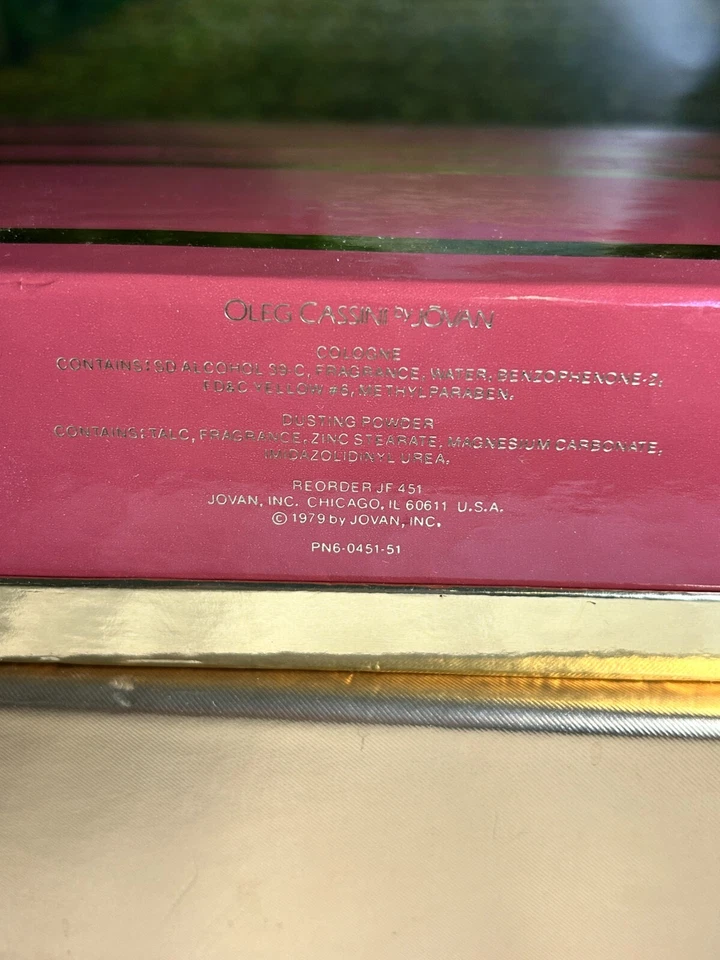 OLEG CASSINI by JŌVAN
COLOGNE
CONTAINS: SD ALCOHOL 39-C, FRAGRANCE, WATER, BENZOPHENONE-2,
FD&C YELLOW #6, METHYLPARABEN.
DUSTING POWDER
CONTAINS: TALC, FRAGRANCE, ZINC STEARATE, MAGNESIUM CARBONATE,
IMIDAZOLIDINYL UREA.
REORDER JF 451
JOVAN, INC. CHICAGO, IL 60611 U.S.A.
© 1979 by JOVAN, INC.
PN6-0451-51